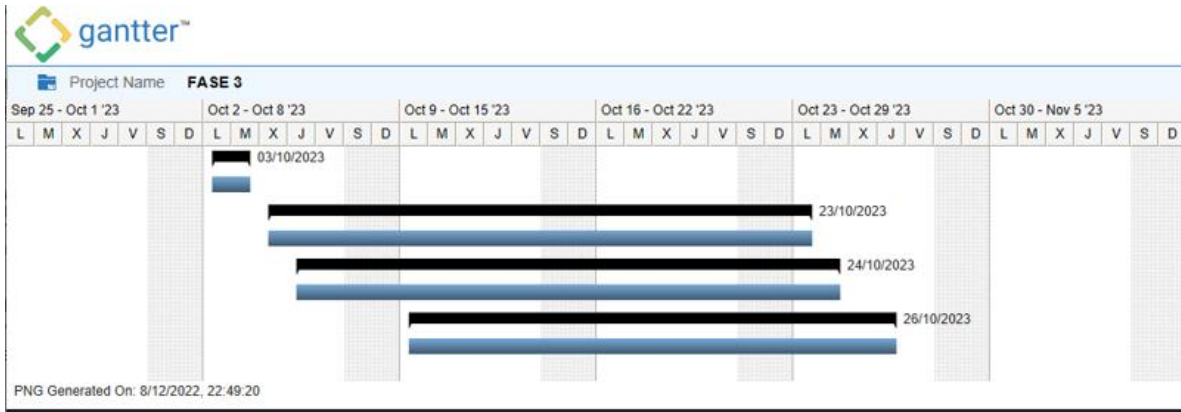 gantter™
Project Name FASE 3
Sep 25 - Oct 1 '23 Oct 2 - Oct 8 '23 Oct 9 - Oct 15 '23 Oct 16 - Oct 22 '23 Oct 23 - Oct 29 '23 Oct 30 - Nov 5 '23
L M X J V S D L M X J V S D L M X J V S D L M X J V S D L M X J V S D L M X J V S D
03/10/2023
23/10/2023
24/10/2023
26/10/2023
PNG Generated On: 8/12/2022, 22:49:20